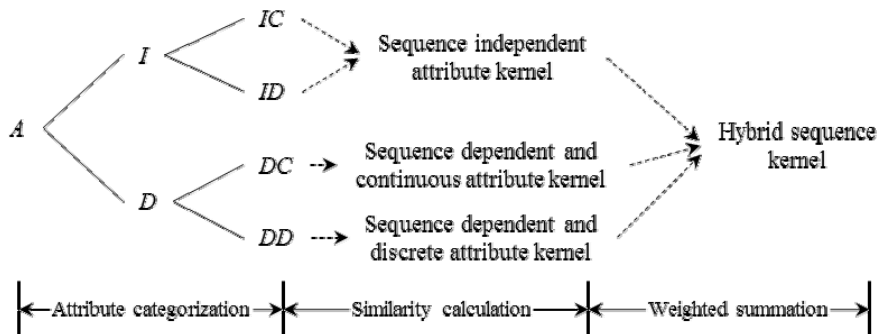 IC
I
Sequence independent
attribute kernel
ID
A
Hybrid sequence
kernel
DC
Sequence dependent and
continuous attribute kernel
D
DD
Sequence dependent and
discrete attribute kernel
Attribute categorization
Similarity calculation
Weighted summation